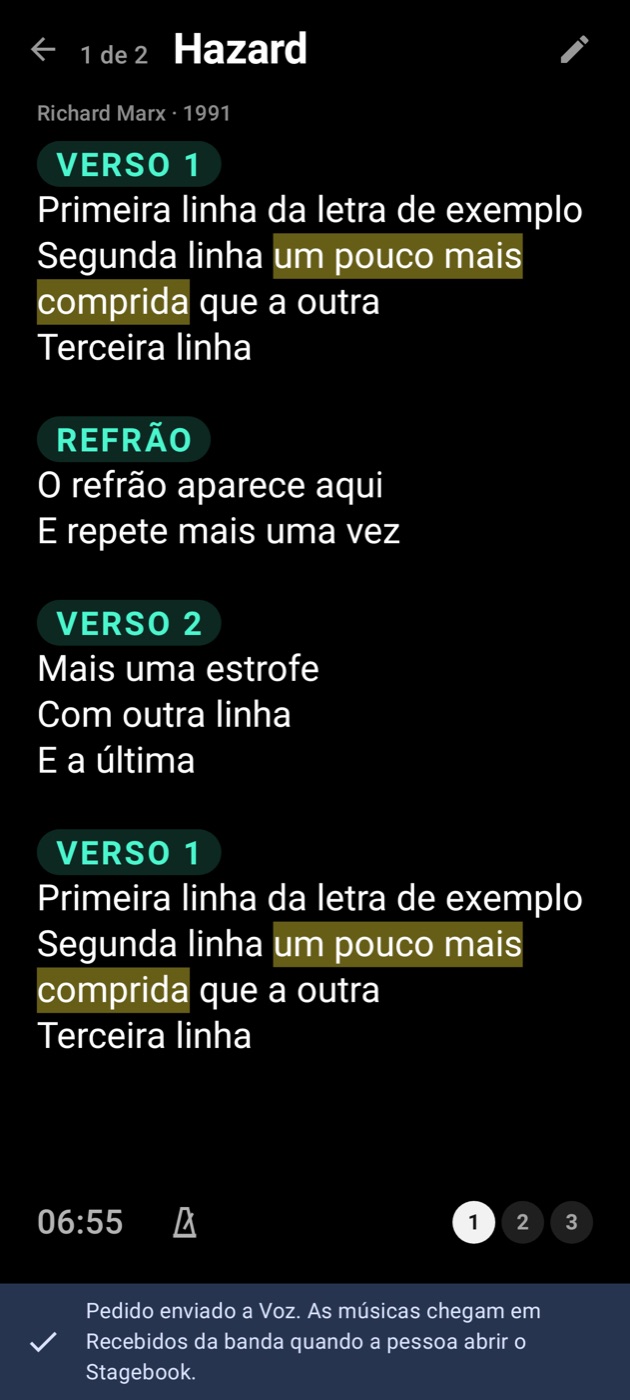 1 de 2 Hazard
Richard Marx · 1991
VERSO 1
Primeira linha da letra de exemplo
Segunda linha um pouco mais
comprida que a outra
Terceira linha
REFRÃO
O refrão aparece aqui
E repete mais uma vez
VERSO 2
Mais uma estrofe
Com outra linha
E a última
VERSO 1
Primeira linha da letra de exemplo
Segunda linha um pouco mais
comprida que a outra
Terceira linha
06:55 1 2 3
Pedido enviado a Voz. As músicas chegam em
Recebidos da banda quando a pessoa abrir o
Stagebook.